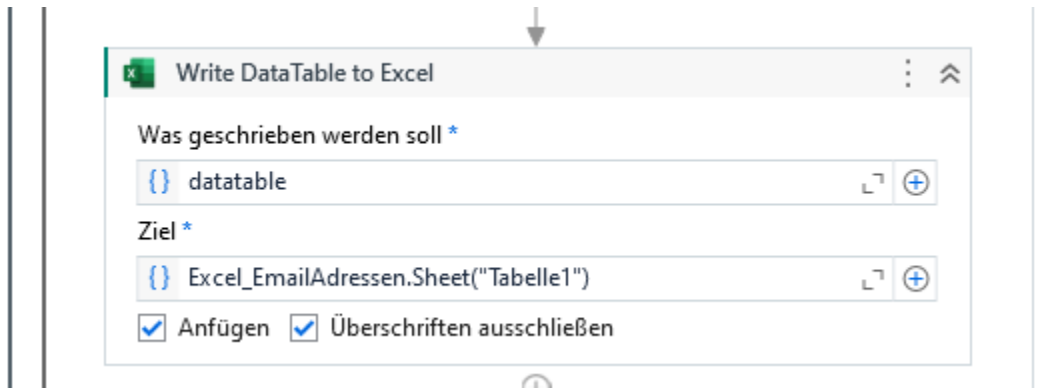 Write DataTable to Excel
Was geschrieben werden soll *
{} datatable
Ziel *
{} Excel_EmailAdressen.Sheet("Tabelle1")
Anfügen Überschriften ausschließen